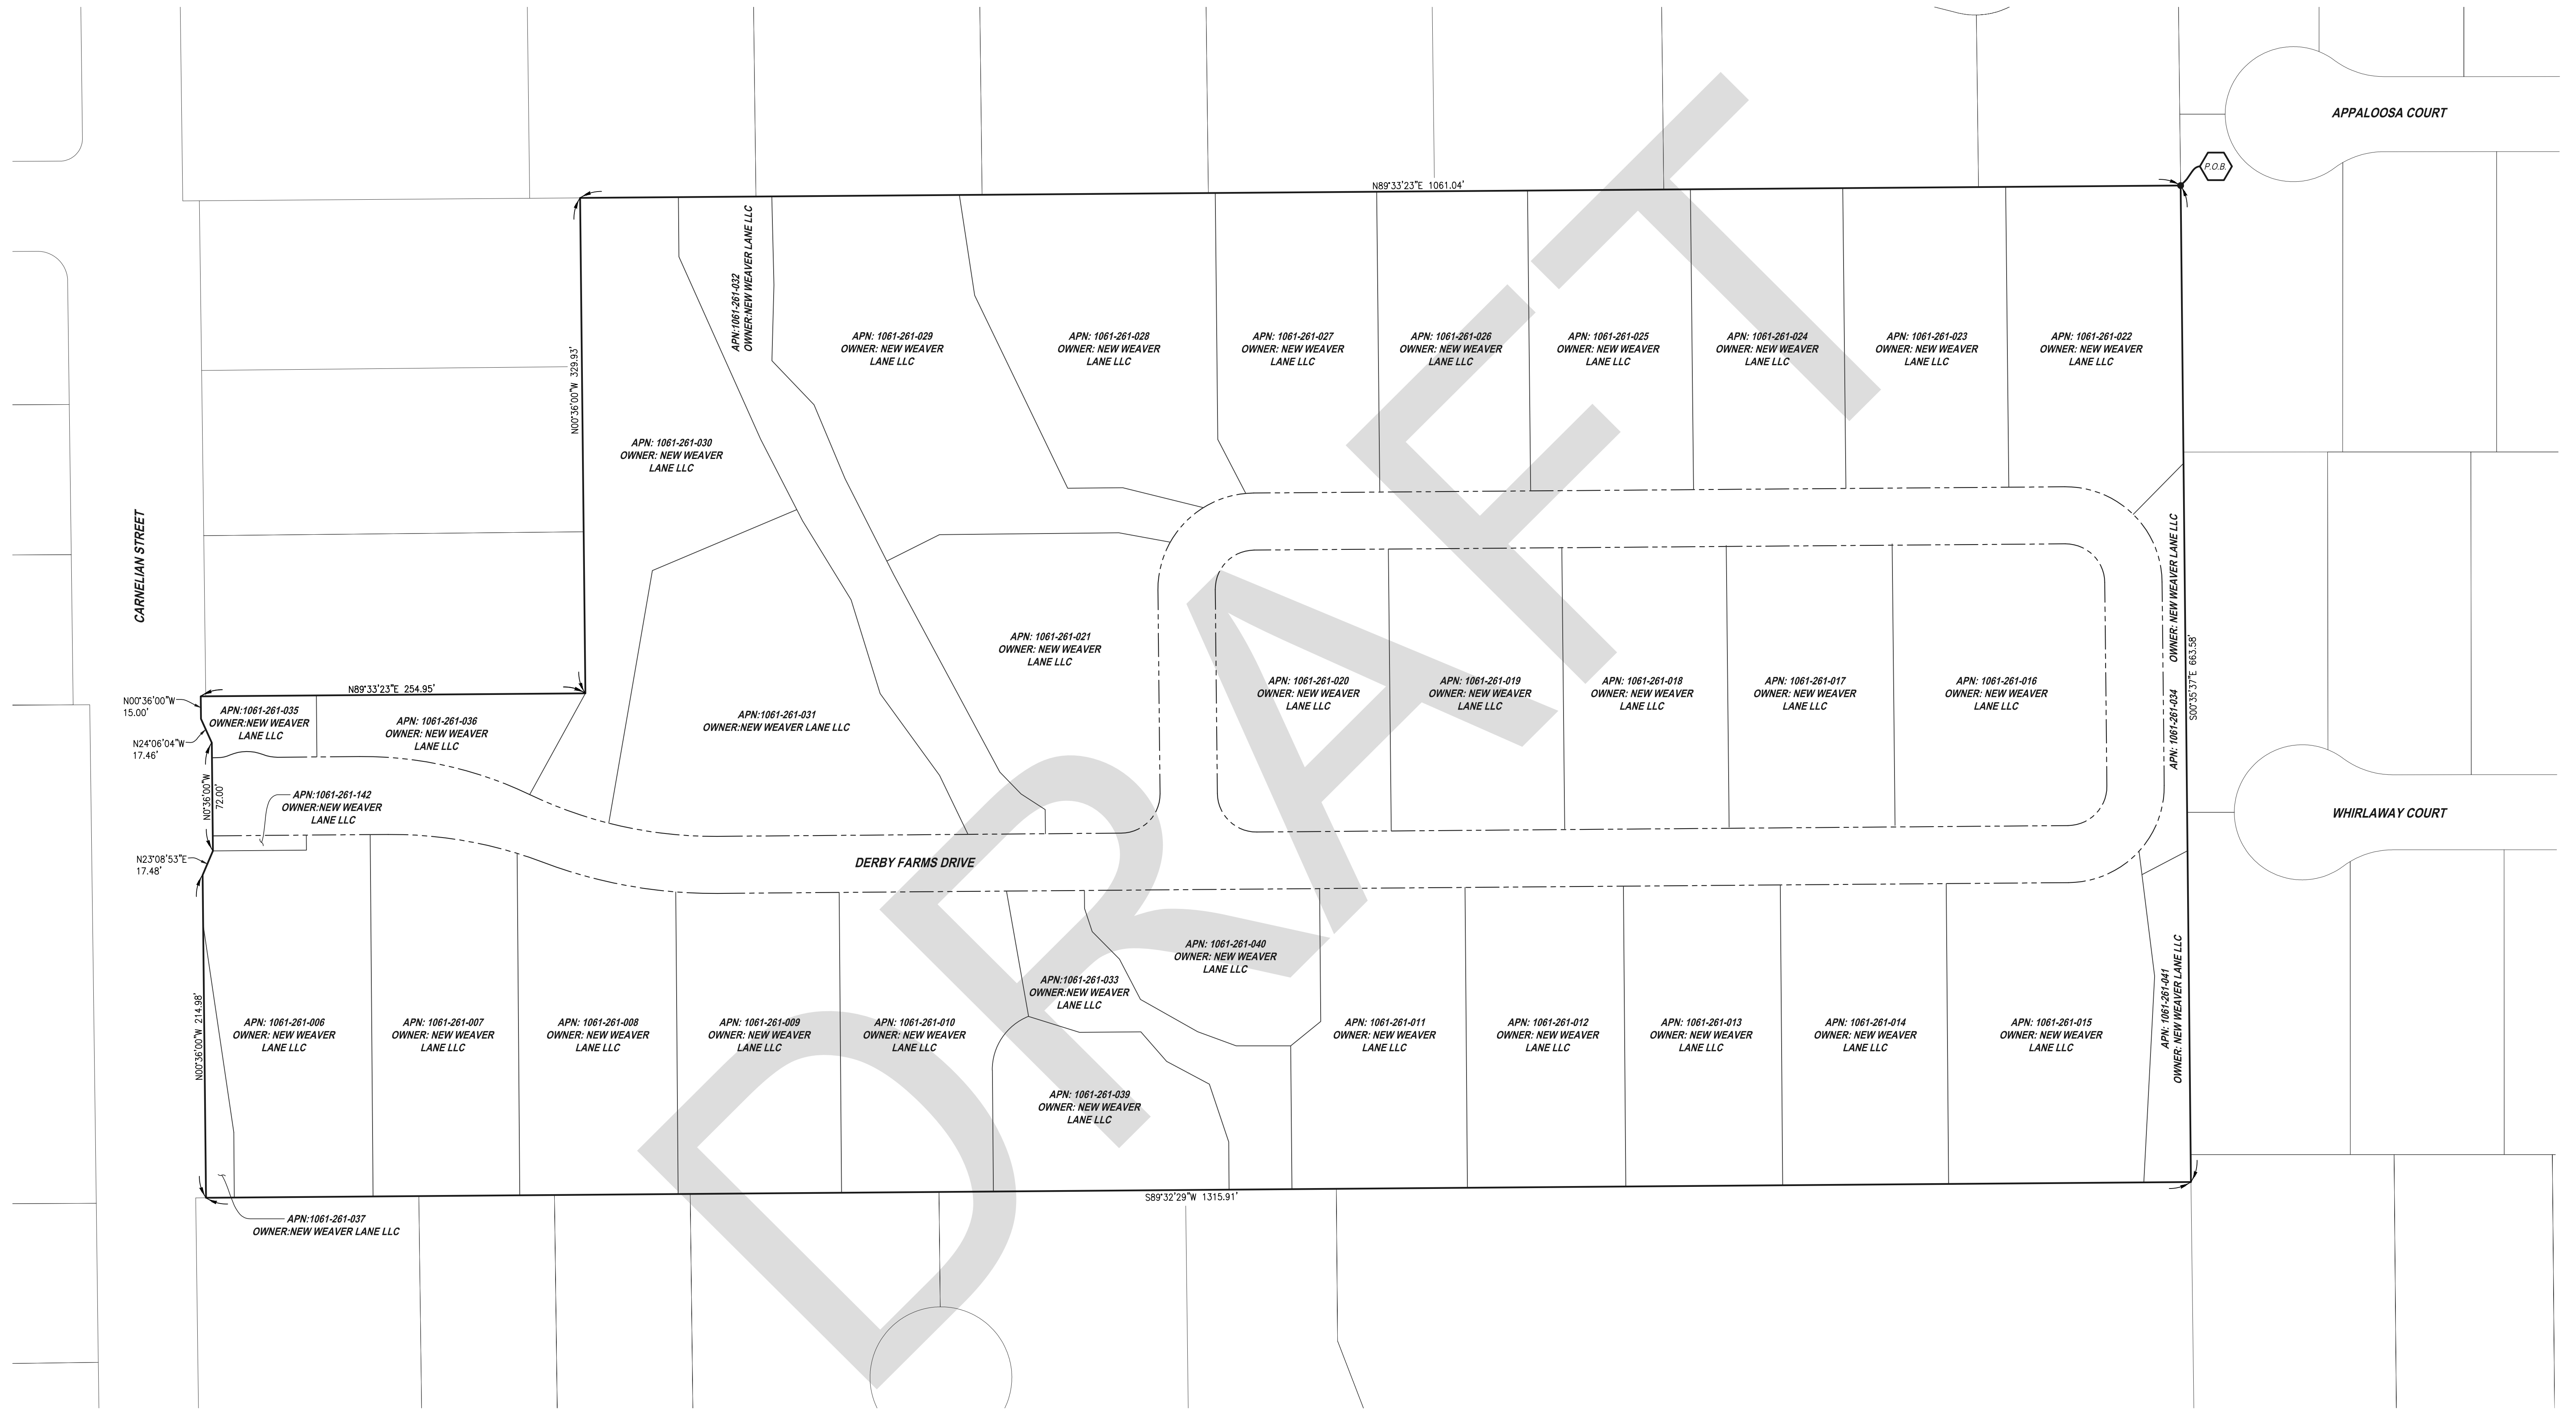 APPALOOSA COURT
P.O.B.
N89°33'23"E 1061.04'
APN:1061-261-032
OWNER:NEW WEAVER LANE LLC
APN: 1061-261-029
OWNER: NEW WEAVER
LANE LLC
APN: 1061-261-028
OWNER: NEW WEAVER
LANE LLC
APN: 1061-261-027
OWNER: NEW WEAVER
LANE LLC
APN: 1061-261-026
OWNER: NEW WEAVER
LANE LLC
APN: 1061-261-025
OWNER: NEW WEAVER
LANE LLC
APN: 1061-261-024
OWNER: NEW WEAVER
LANE LLC
APN: 1061-261-023
OWNER: NEW WEAVER
LANE LLC
APN: 1061-261-022
OWNER: NEW WEAVER
LANE LLC
N00°36'00"W 329.93'
APN: 1061-261-030
OWNER: NEW WEAVER
LANE LLC
CARNELIAN STREET
APN: 1061-261-021
OWNER: NEW WEAVER
LANE LLC
APN: 1061-261-020
OWNER: NEW WEAVER
LANE LLC
APN: 1061-261-019
OWNER: NEW WEAVER
LANE LLC
APN: 1061-261-018
OWNER: NEW WEAVER
LANE LLC
APN: 1061-261-017
OWNER: NEW WEAVER
LANE LLC
APN: 1061-261-016
OWNER: NEW WEAVER
LANE LLC
APN: 1061-261-034 OWNER: NEW WEAVER LANE LLC
S00°35'37"E 663.58'
N89°33'23"E 254.95'
N00°36'00"W
15.00'
APN:1061-261-035
OWNER:NEW WEAVER
LANE LLC
APN: 1061-261-036
OWNER: NEW WEAVER
LANE LLC
APN:1061-261-031
OWNER:NEW WEAVER LANE LLC
N24°06'04"W
17.46'
N0°36'00"W
72.00'
APN:1061-261-142
OWNER:NEW WEAVER
LANE LLC
WHIRLAWAY COURT
N23°08'53"E
17.48'
DERBY FARMS DRIVE
N00°36'00"W 214.98'
APN: 1061-261-006
OWNER: NEW WEAVER
LANE LLC
APN: 1061-261-007
OWNER: NEW WEAVER
LANE LLC
APN: 1061-261-008
OWNER: NEW WEAVER
LANE LLC
APN: 1061-261-009
OWNER: NEW WEAVER
LANE LLC
APN: 1061-261-010
OWNER: NEW WEAVER
LANE LLC
APN:1061-261-033
OWNER:NEW WEAVER
LANE LLC
APN: 1061-261-040
OWNER: NEW WEAVER
LANE LLC
APN: 1061-261-039
OWNER: NEW WEAVER
LANE LLC
APN: 1061-261-011
OWNER: NEW WEAVER
LANE LLC
APN: 1061-261-012
OWNER: NEW WEAVER
LANE LLC
APN: 1061-261-013
OWNER: NEW WEAVER
LANE LLC
APN: 1061-261-014
OWNER: NEW WEAVER
LANE LLC
APN: 1061-261-015
OWNER: NEW WEAVER
LANE LLC
APN: 1061-261-041
OWNER: NEW WEAVER LANE LLC
S89°32'29"W 1315.91'
APN:1061-261-037
OWNER:NEW WEAVER LANE LLC
DRAFT